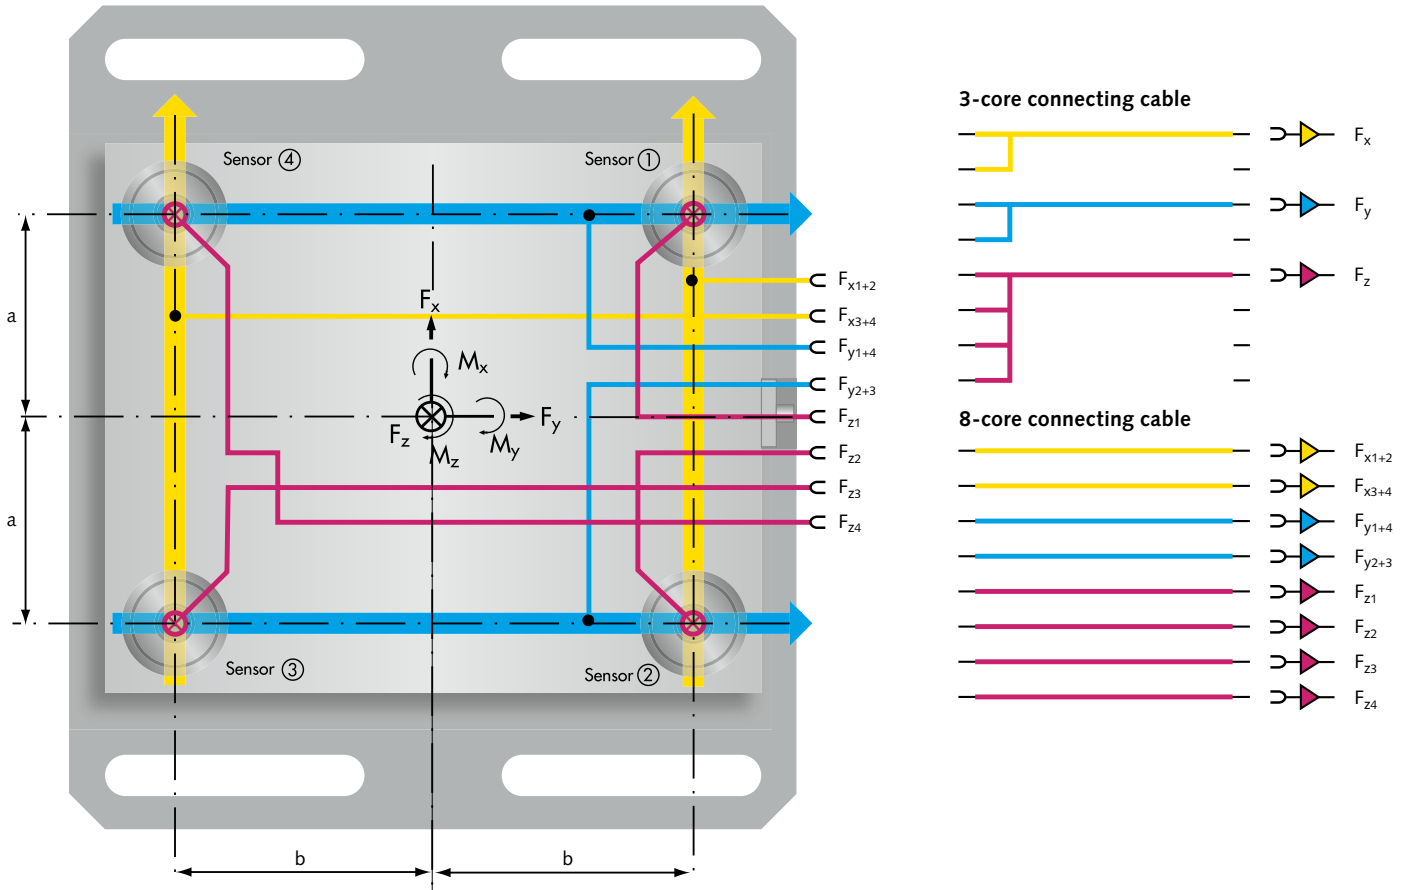 Sensor ④
Sensor ①
a
a
Fx
Mx
Fy
My
Fz
Mz
Sensor ③
Sensor ②
b
b
Fx1+2
Fx3+4
Fy1+4
Fy2+3
Fz1
Fz2
Fz3
Fz4
3-core connecting cable
Fx
Fy
Fz
8-core connecting cable
Fx1+2
Fx3+4
Fy1+4
Fy2+3
Fz1
Fz2
Fz3
Fz4